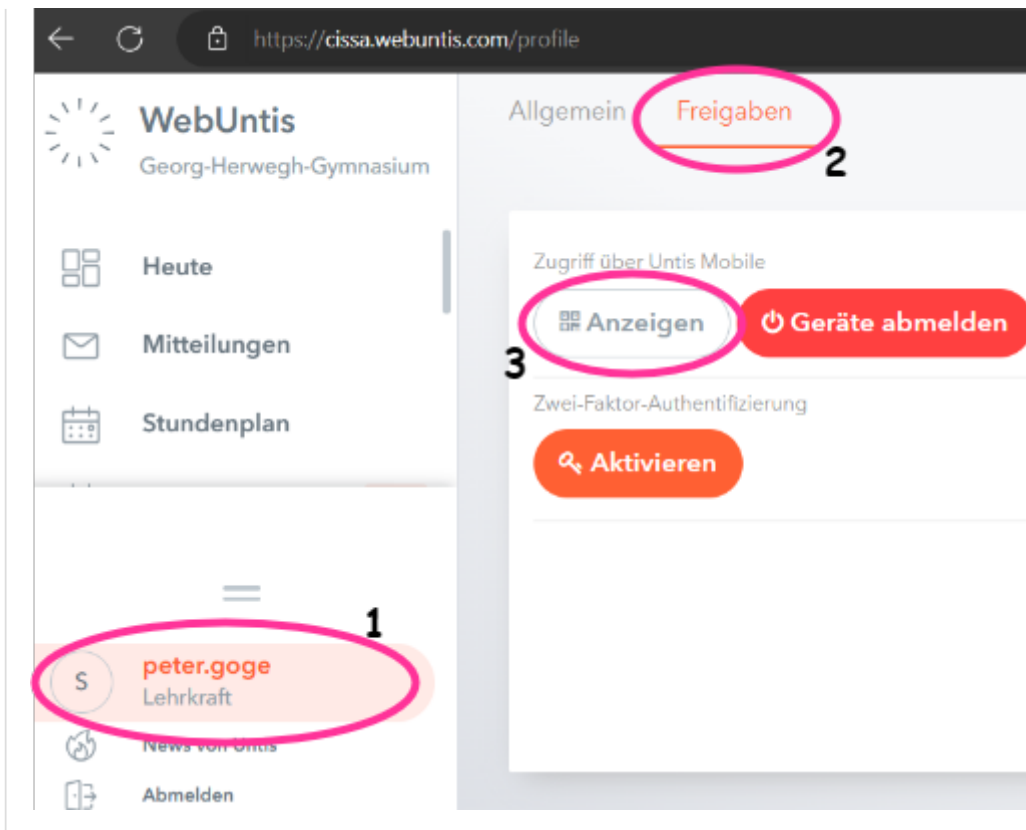 https://cissa.webuntis.com/profile
WebUntis
Georg-Herwegh-Gymnasium
Heute
Mitteilungen
Stundenplan
1
S
peter.goge
Lehrkraft
News von Untis
Abmelden
Allgemein
Freigaben
2
Zugriff über Untis Mobile
Anzeigen
Geräte abmelden
3
Zwei-Faktor-Authentifizierung
Aktivieren